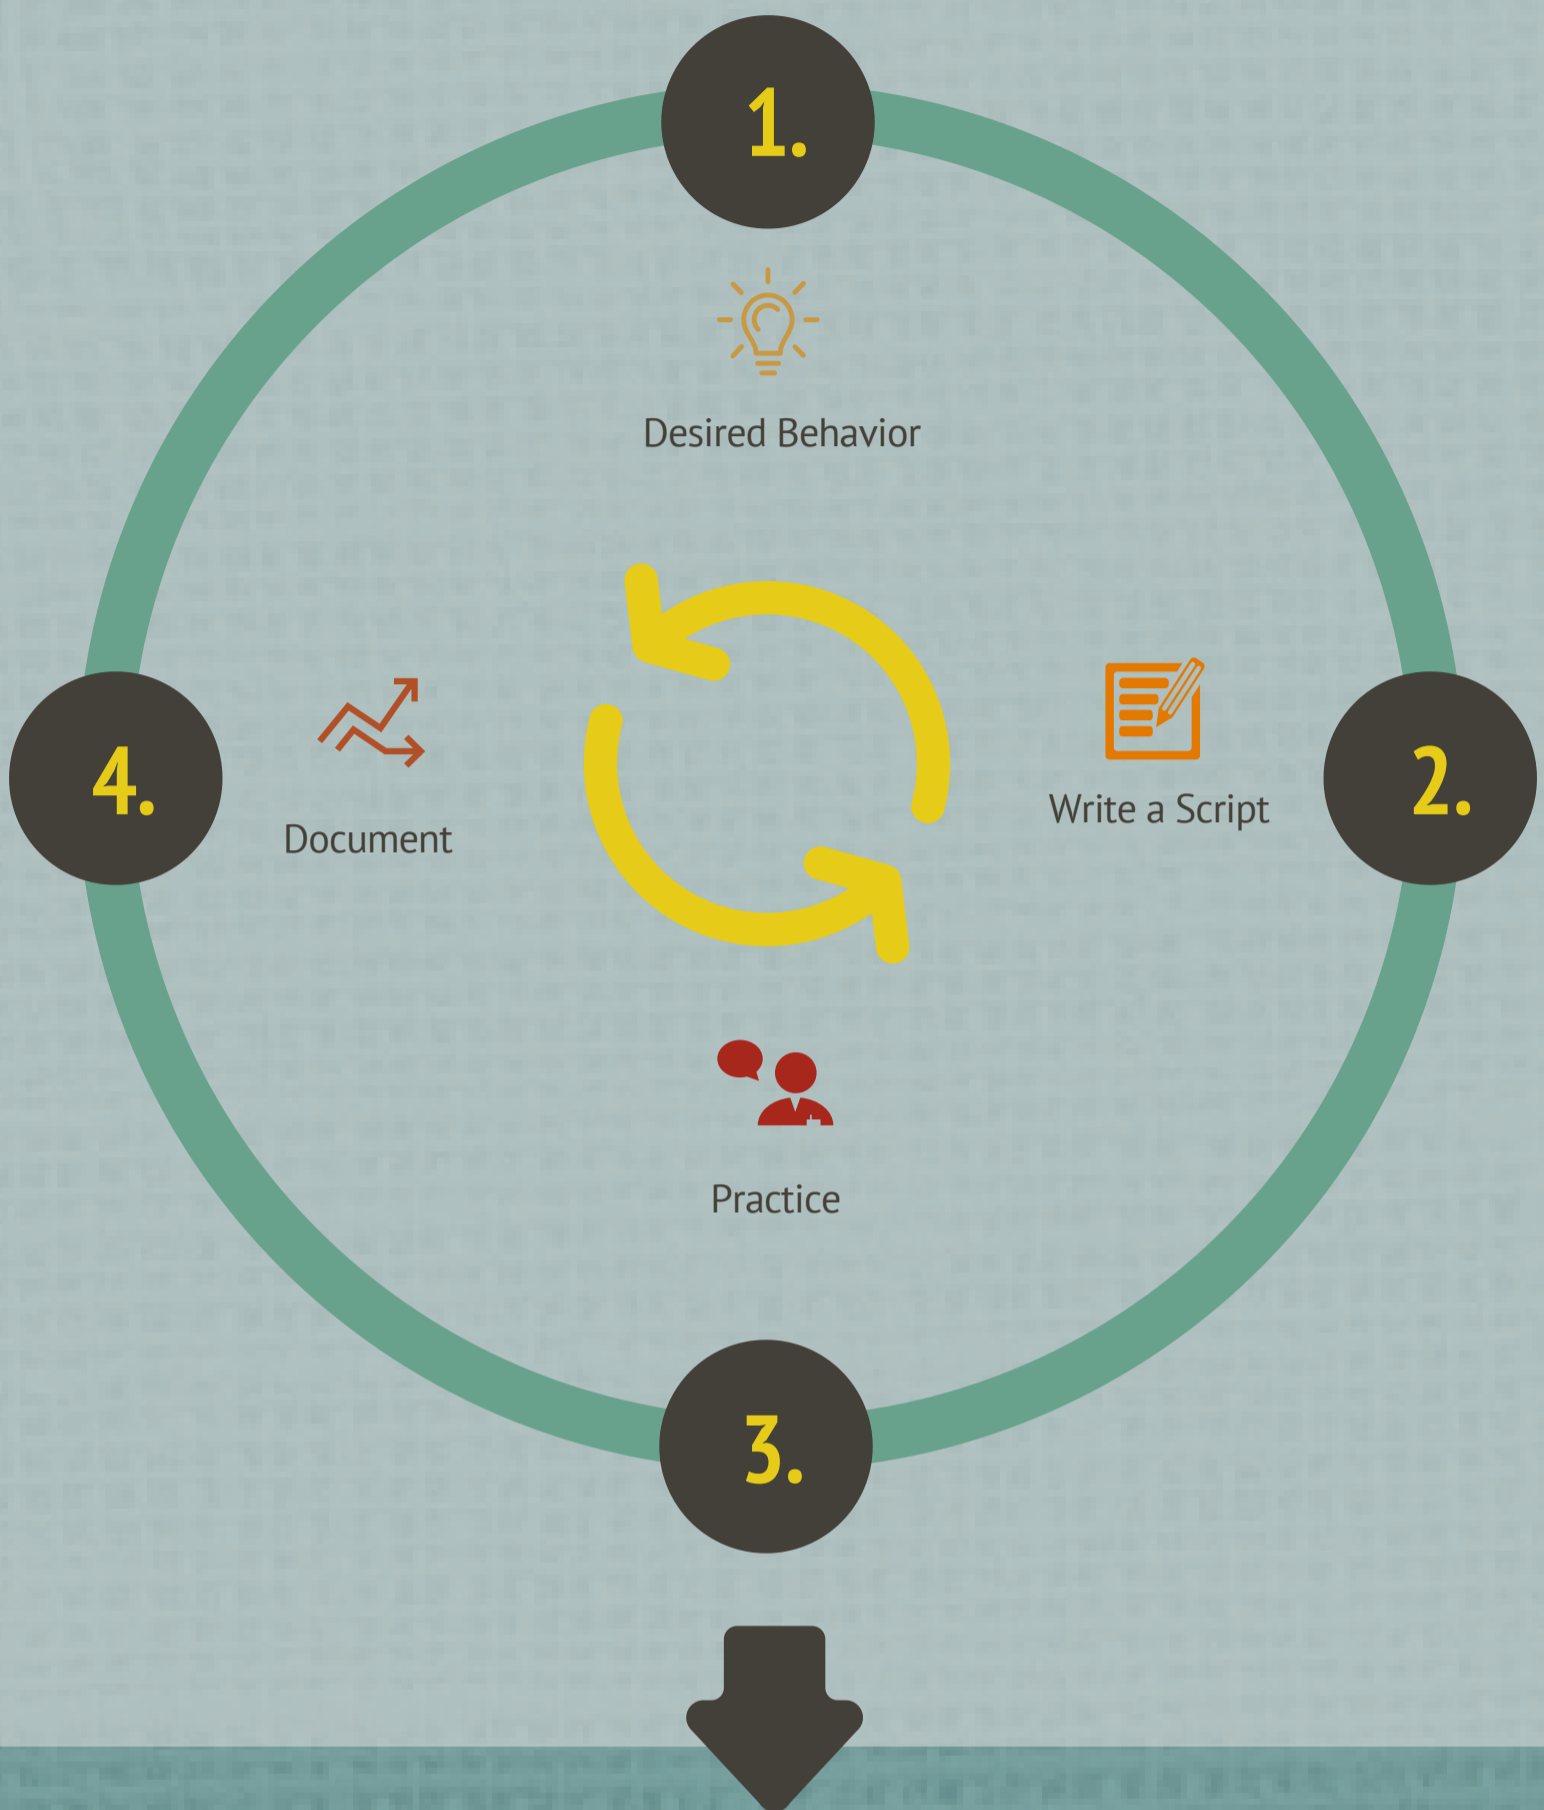 1.
Desired Behavior
2.
Write a Script
3.
Practice
4.
Document